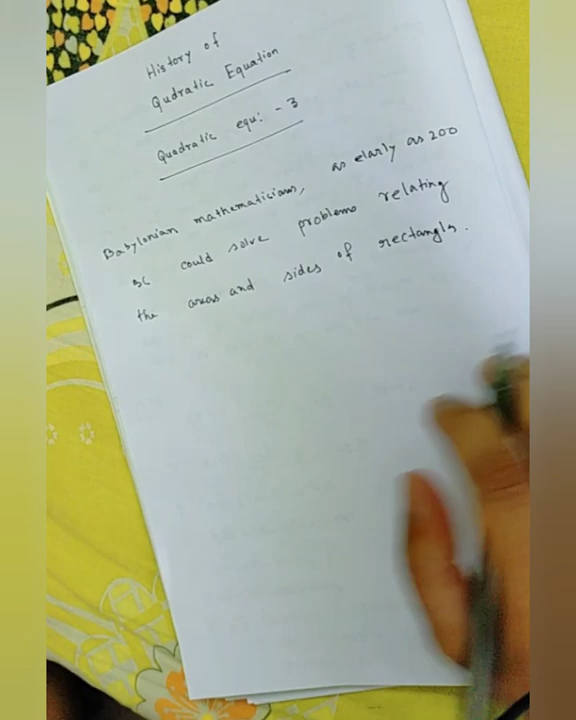 History of
Qudratic Equation
Quadratic equ: - 3
Babylonian mathematicians, as elarly as 200
BC could solve problems relating
the areas and sides of rectangls.